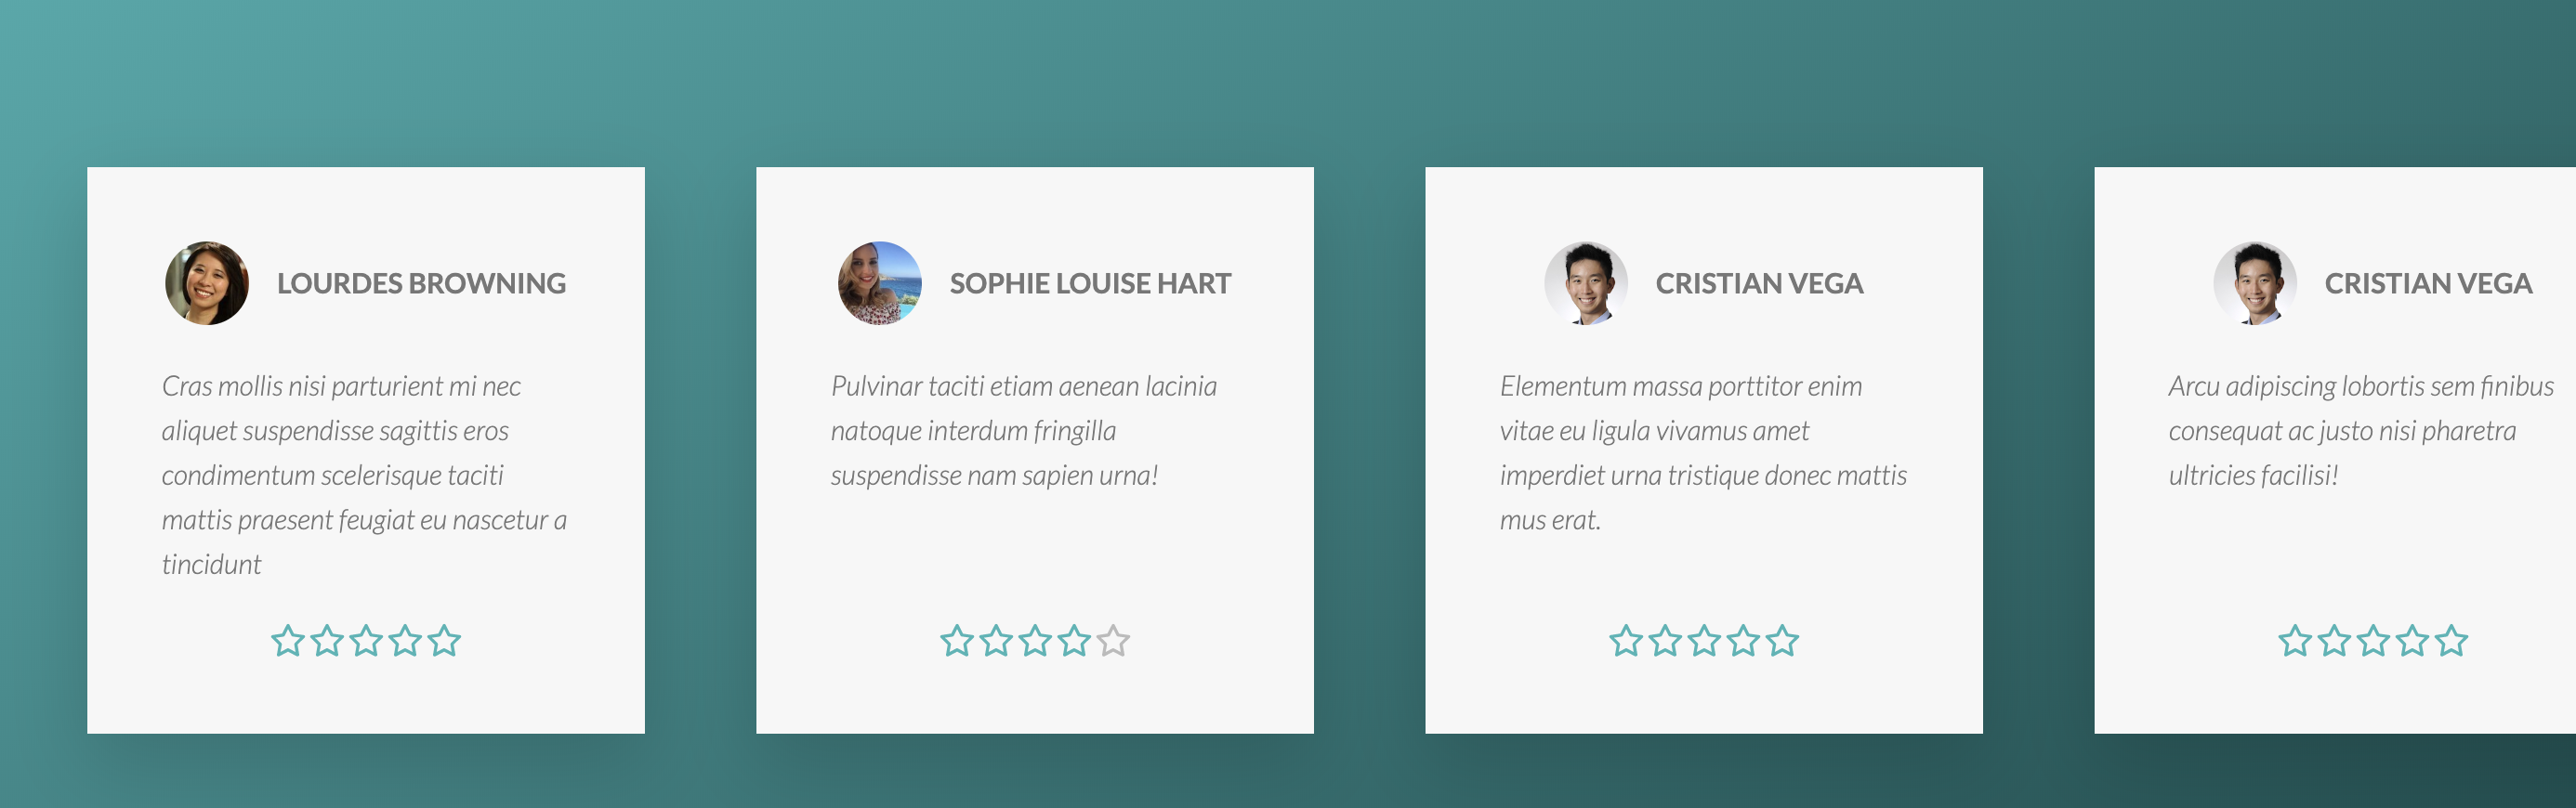 LOURDES BROWNING
Cras mollis nisi parturient mi nec
aliquet suspendisse sagittis eros
condimentum scelerisque taciti
mattis praesent feugiat eu nascetur a
tincidunt
SOPHIE LOUISE HART
Pulvinar taciti etiam aenean lacinia
natoque interdum fringilla
suspendisse nam sapien urna!
CRISTIAN VEGA
Elementum massa porttitor enim
vitae eu ligula vivamus amet
imperdiet urna tristique donec mattis
mus erat.
CRISTIAN VEGA
Arcu adipiscing lobortis sem finibus
consequat ac justo nisi pharetra
ultricies facilisi!